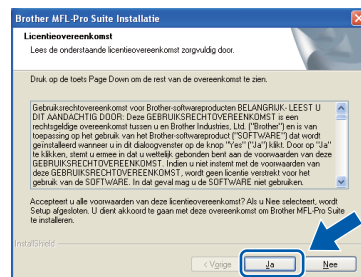 Brother MFL-Pro Suite Installatie
Licentieovereenkomst
Lees de onderstaande licentieovereenkomst zorgvuldig door.
Druk op de toets Page Down om de rest van de overeenkomst te zien.
Gebruiksrechtovereenkomst voor Brother-softwareproducten BELANGRIJK- LEEST U
DIT AANDACHTIG DOOR: Deze GEBRUIKSRECHTOVEREENKOMST is een
rechtsgeldige overeenkomst tussen u en Brother Industries, Ltd. ("Brother") en is van
toepassing op het gebruik van het Brother-software ("SOFTWARE") dat wordt
geïnstalleerd wanneer u in dit dialoogvenster op de knop "Yes" ("Ja") klikt. Door op "Ja"
te klikken, stemt u ermee in dat u wettelijk gebonden bent aan de voorwaarden van deze
GEBRUIKSRECHTOVEREENKOMST. Indien u niet instemt met de voorwaarden van deze
GEBRUIKSRECHTOVEREENKOMST, wordt geen licentie verstrekt voor het
gebruik van de SOFTWARE. In dat geval mag u de SOFTWARE niet gebruiken.
Accepteert u alle voorwaarden van deze licentieovereenkomst? Als u Nee selecteert, wordt
Setup afgesloten. U dient akkoord te gaan met deze overeenkomst om Brother MFL-Pro Suite
te installeren.
InstallShield
< Vorige Ja Nee